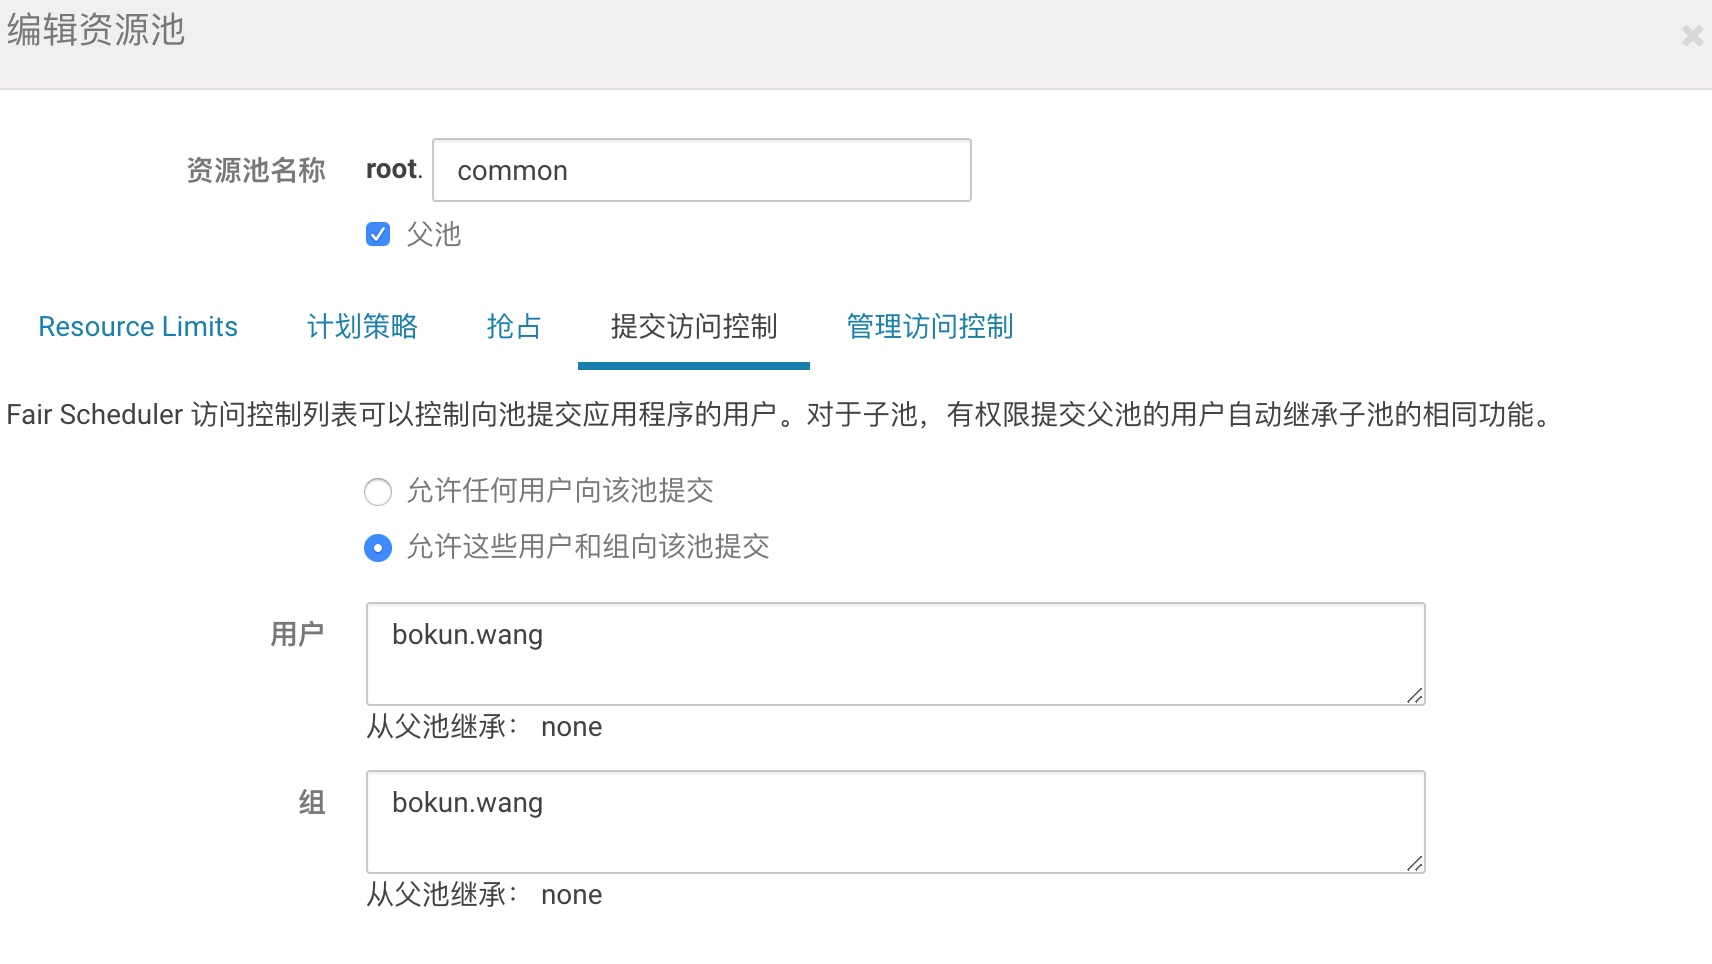 编辑资源池
资源池名称 root. common
父池
Resource Limits 计划策略 抢占 提交访问控制 管理访问控制
Fair Scheduler 访问控制列表可以控制向池提交应用程序的用户。对于子池，有权限提交父池的用户自动继承子池的相同功能。
允许任何用户向该池提交
允许这些用户和组向该池提交
用户 bokun.wang
从父池继承： none
组 bokun.wang
从父池继承： none